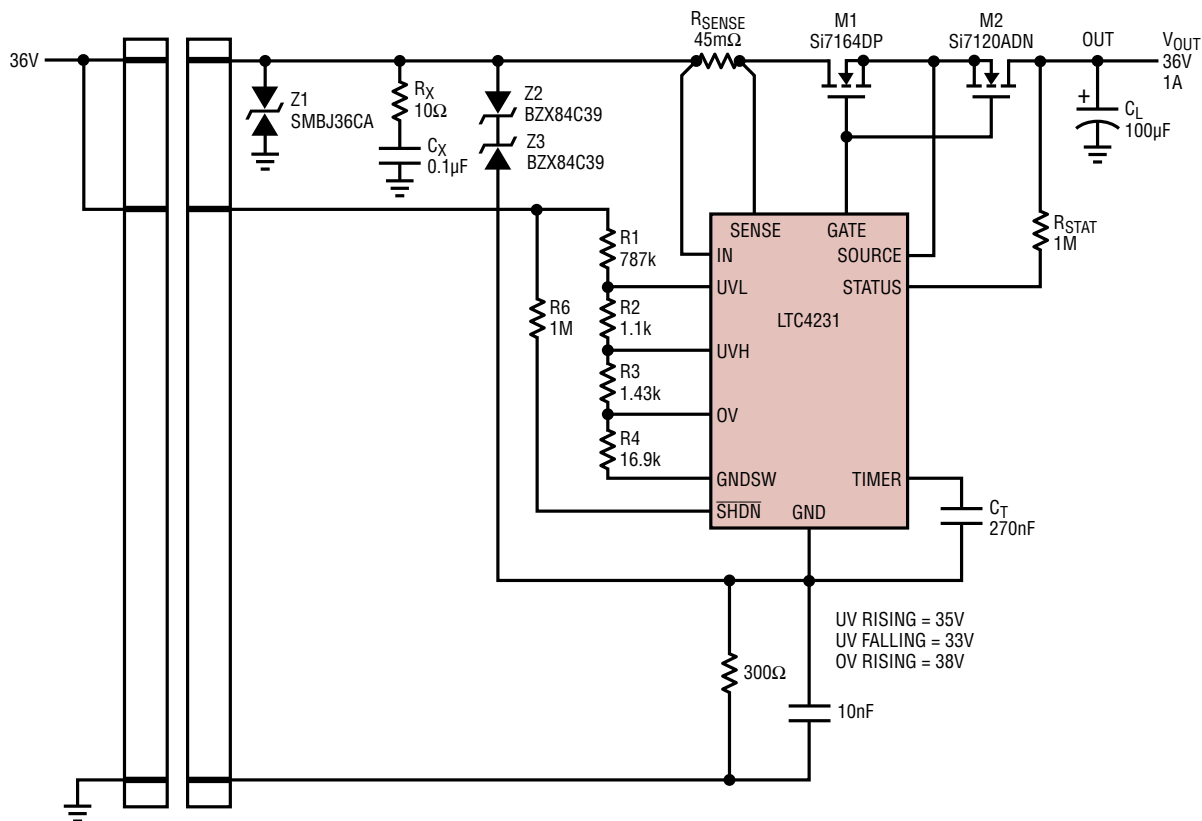 36V
Z1
SMBJ36CA
RX
10Ω
CX
0.1µF
Z2
BZX84C39
Z3
BZX84C39
RSENSE
45mΩ
M1
Si7164DP
M2
Si7120ADN
OUT
VOUT
36V
1A
+
CL
100µF
RSTAT
1M
R6
1M
R1
787k
R2
1.1k
R3
1.43k
R4
16.9k
SENSE
GATE
IN
SOURCE
UVL
STATUS
LTC4231
UVH
OV
GNDSW
TIMER
SHDN
GND
CT
270nF
UV RISING = 35V
UV FALLING = 33V
OV RISING = 38V
300Ω
10nF